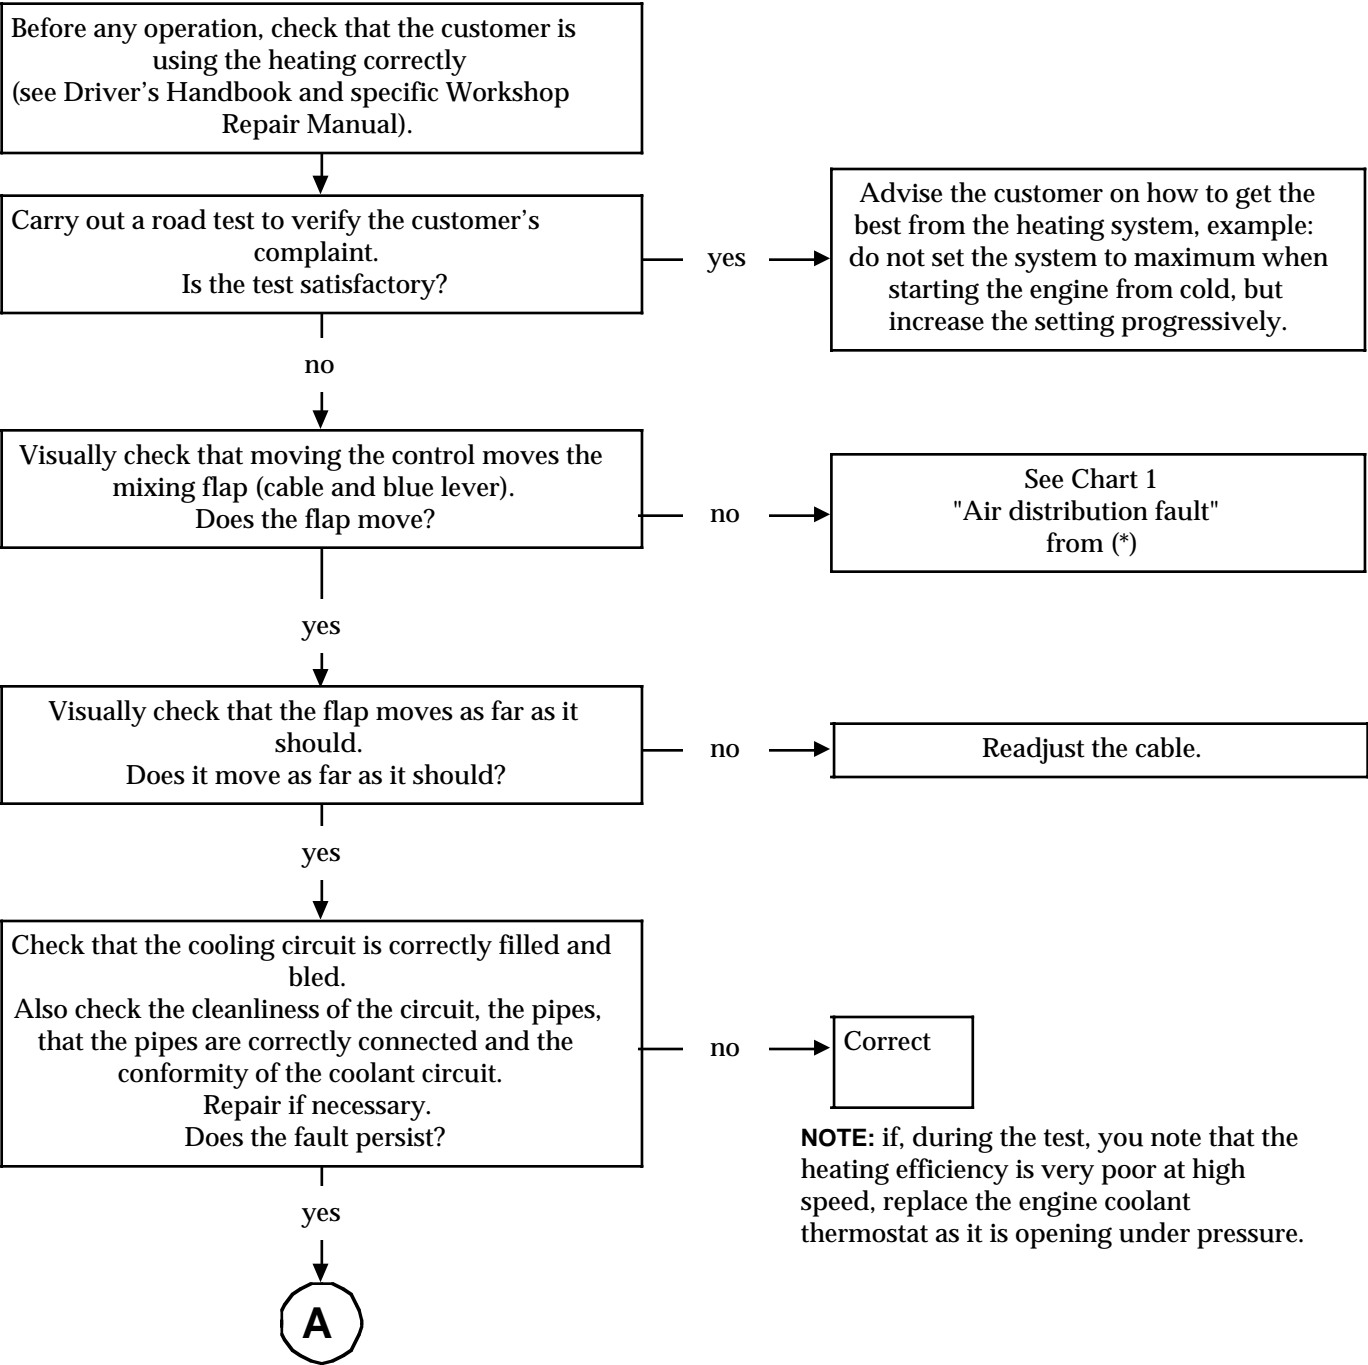 Before any operation, check that the customer is
using the heating correctly
(see Driver's Handbook and specific Workshop
Repair Manual).
Carry out a road test to verify the customer's
complaint.
Is the test satisfactory?
yes
Advise the customer on how to get the
best from the heating system, example:
do not set the system to maximum when
starting the engine from cold, but
increase the setting progressively.
no
Visually check that moving the control moves the
mixing flap (cable and blue lever).
Does the flap move?
no
See Chart 1
"Air distribution fault"
from (*)
yes
Visually check that the flap moves as far as it
should.
Does it move as far as it should?
no
Readjust the cable.
yes
Check that the cooling circuit is correctly filled and
bled.
Also check the cleanliness of the circuit, the pipes,
that the pipes are correctly connected and the
conformity of the coolant circuit.
Repair if necessary.
Does the fault persist?
no
Correct
NOTE: if, during the test, you note that the
heating efficiency is very poor at high
speed, replace the engine coolant
thermostat as it is opening under pressure.
yes
A